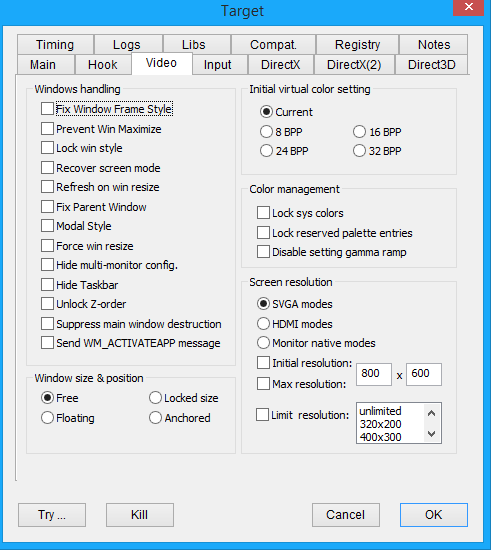 Target
Timing Logs Libs Compat. Registry Notes
Main Hook Video Input DirectX DirectX(2) Direct3D
Windows handling
Fix Window Frame Style
Prevent Win Maximize
Lock win style
Recover screen mode
Refresh on win resize
Fix Parent Window
Modal Style
Force win resize
Hide multi-monitor config.
Hide Taskbar
Unlock Z-order
Suppress main window destruction
Send WM_ACTIVATEAPP message
Window size & position
Free Locked size
Floating Anchored
Initial virtual color setting
Current
8 BPP 16 BPP
24 BPP 32 BPP
Color management
Lock sys colors
Lock reserved palette entries
Disable setting gamma ramp
Screen resolution
SVGA modes
HDMI modes
Monitor native modes
Initial resolution:
Max resolution:
800 x 600
Limit resolution:
unlimited
320x200
400x300
Try ... Kill Cancel OK